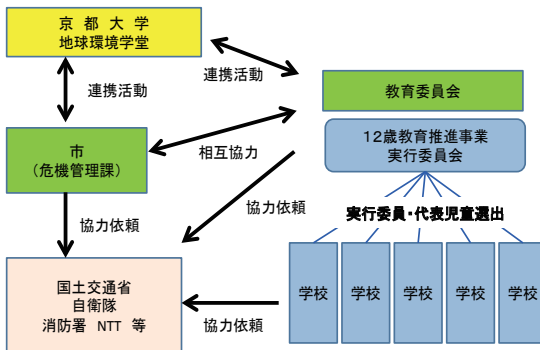 京都大学
地球環境学堂
連携活動
連携活動
教育委員会
12歳教育推進事業
実行委員会
市
(危機管理課)
相互協力
協力依頼
協力依頼
実行委員・代表児童選出
国土交通省
自衛隊
消防署 NTT 等
協力依頼
学校
学校
学校
学校
学校